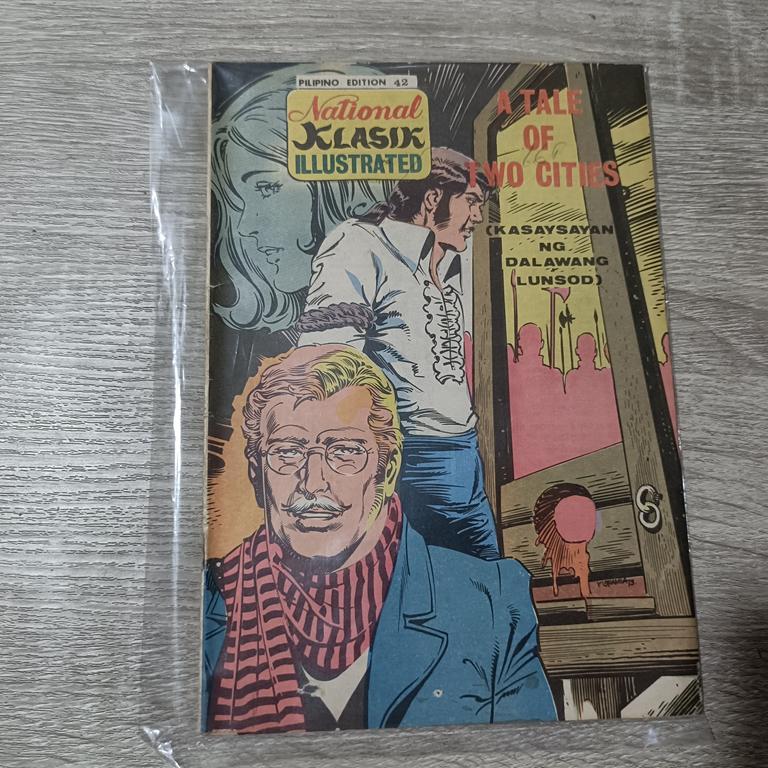 PILIPINO EDITION 42
National
KLASIK
ILLUSTRATED
A TALE
OF
TWO CITIES
(KASAYSAYAN
NG
DALAWANG
LUNSOD)